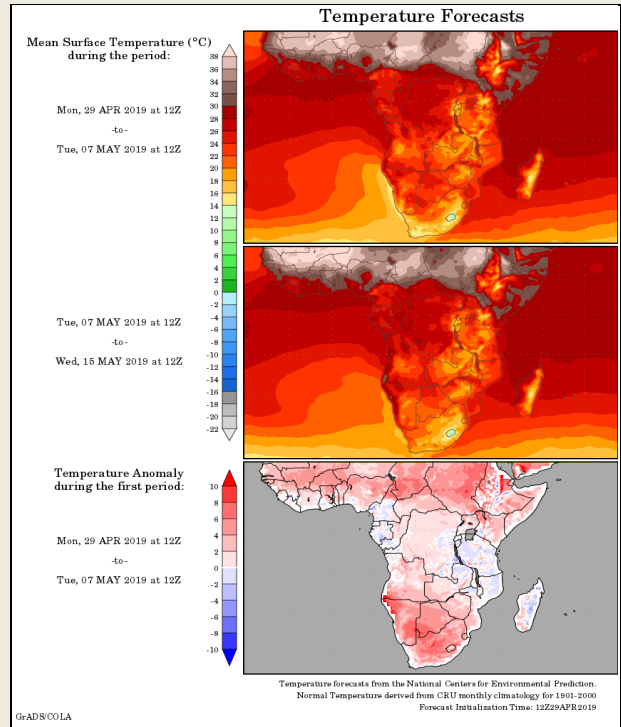 Temperature Forecasts
Mean Surface Temperature (°C)
during the period:
Mon, 29 APR 2019 at 12Z
-to-
Tue, 07 MAY 2019 at 12Z
38
36
34
32
30
28
26
24
22
20
18
16
14
12
10
8
6
4
2
0
-2
-4
-6
-8
-10
-12
-14
-16
-18
-20
-22
Tue, 07 MAY 2019 at 12Z
-to-
Wed, 15 MAY 2019 at 12Z
Temperature Anomaly
during the first period:
Mon, 29 APR 2019 at 12Z
-to-
Tue, 07 MAY 2019 at 12Z
10
8
6
4
2
0
-2
-4
-6
-8
-10
Temperature forecasts from the National Centers for Environmental Prediction.
Normal Temperature derived from CRU monthly climatology for 1901-2000
Forecast Initialization Time: 12Z29APR2019
GrADS/COLA